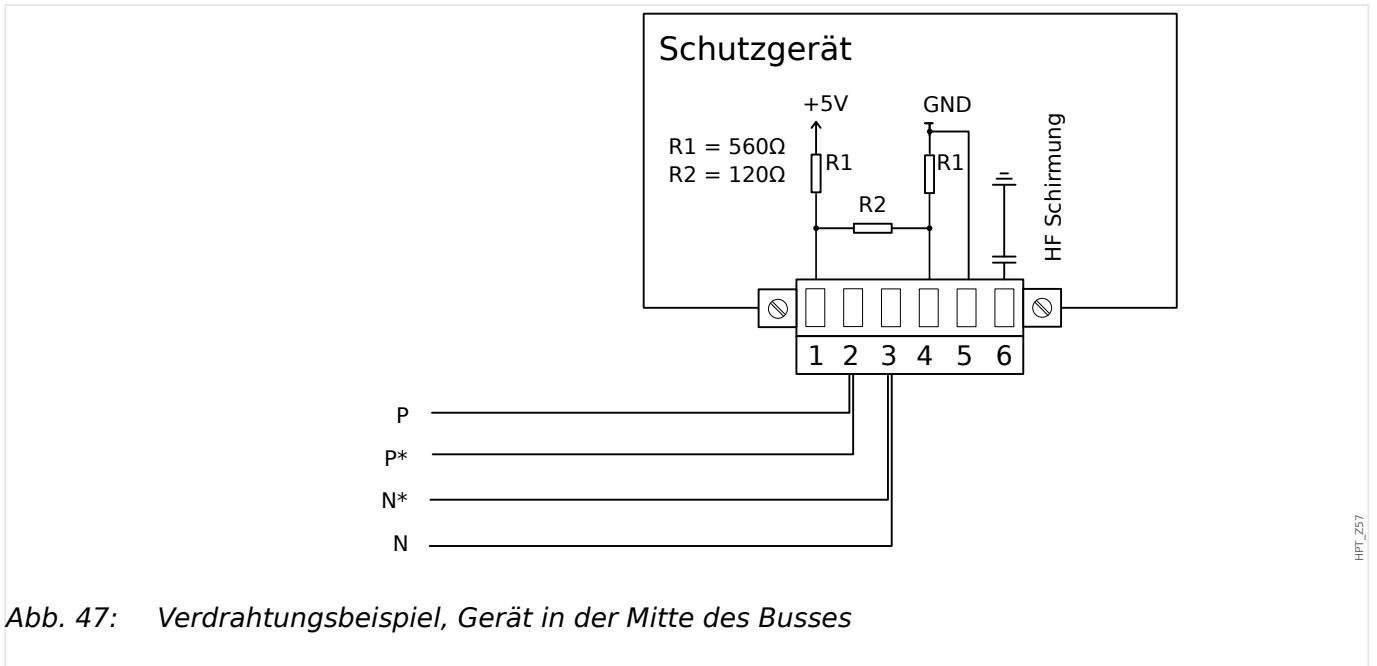 Schutzgerät
+5V
GND
R1 = 560Ω
R2 = 120Ω
R1
R1
R2
HF Schirmung
1 2 3 4 5 6
P
P*
N*
N
HPT_Z57
Abb. 47: Verdrahtungsbeispiel, Gerät in der Mitte des Busses